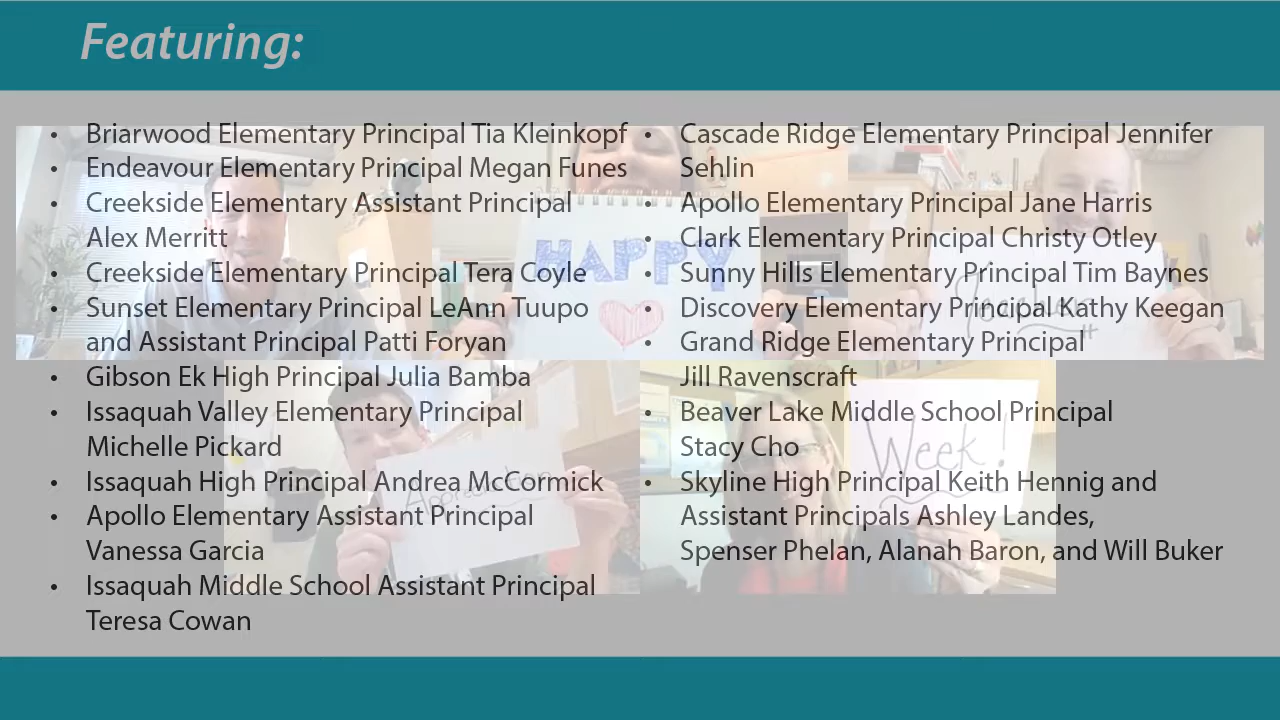 Featuring:
• Briarwood Elementary Principal Tia Kleinkopf
• Endeavour Elementary Principal Megan Funes
• Creekside Elementary Assistant Principal
Alex Merritt
• Creekside Elementary Principal Tera Coyle
• Sunset Elementary Principal LeAnn Tuupo
and Assistant Principal Patti Foryan
• Gibson Ek High Principal Julia Bamba
• Issaquah Valley Elementary Principal
Michelle Pickard
• Issaquah High Principal Andrea McCormick
• Apollo Elementary Assistant Principal
Vanessa Garcia
• Issaquah Middle School Assistant Principal
Teresa Cowan
• Cascade Ridge Elementary Principal Jennifer
Sehlin
• Apollo Elementary Principal Jane Harris
• Clark Elementary Principal Christy Otley
• Sunny Hills Elementary Principal Tim Baynes
• Discovery Elementary Principal Kathy Keegan
• Grand Ridge Elementary Principal
Jill Ravenscraft
• Beaver Lake Middle School Principal
Stacy Cho
• Skyline High Principal Keith Hennig and
Assistant Principals Ashley Landes,
Spenser Phelan, Alanah Baron, and Will Buker
HAPPY
Appreciation
Week!